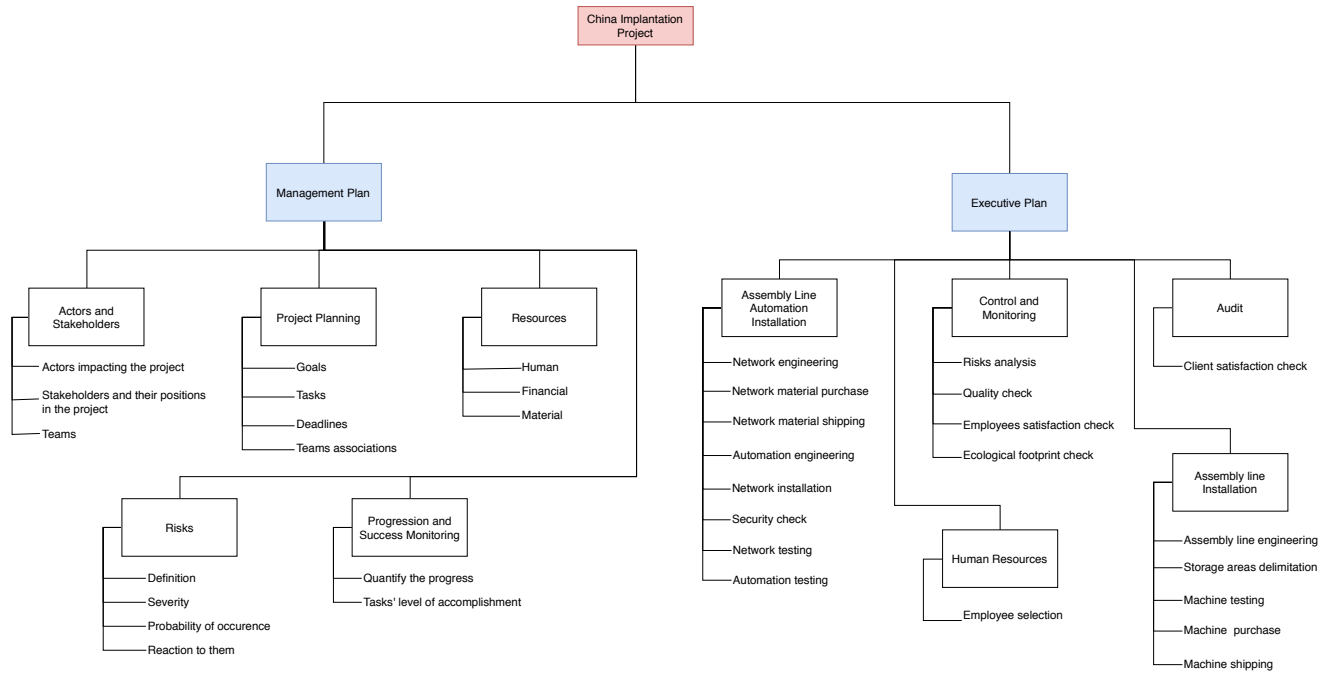 China Implantation
Project
Management Plan
Executive Plan
Actors and
Stakeholders
Actors impacting the project
Stakeholders and their positions
in the project
Teams
Project Planning
Goals
Tasks
Deadlines
Teams associations
Resources
Human
Financial
Material
Risks
Definition
Severity
Probability of occurence
Reaction to them
Progression and
Success Monitoring
Quantify the progress
Tasks' level of accomplishment
Assembly Line
Automation
Installation
Network engineering
Network material purchase
Network material shipping
Automation engineering
Network installation
Security check
Network testing
Automation testing
Control and
Monitoring
Risks analysis
Quality check
Employees satisfaction check
Ecological footprint check
Human Resources
Employee selection
Audit
Client satisfaction check
Assembly line
Installation
Assembly line engineering
Storage areas delimitation
Machine testing
Machine purchase
Machine shipping